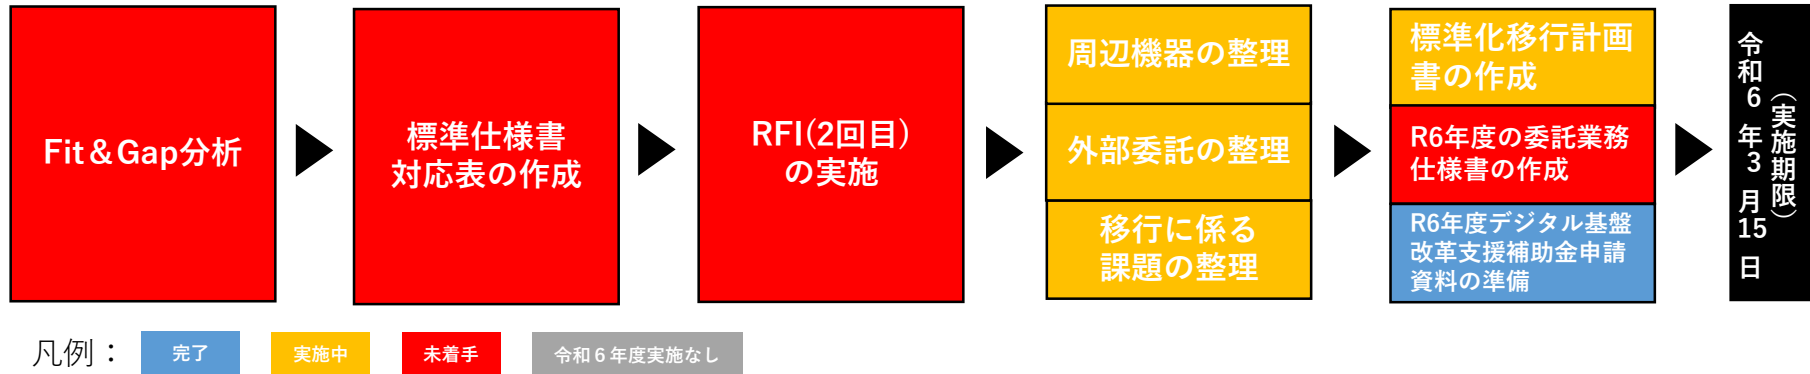 Fit＆Gap分析
標準仕様書
対応表の作成
RFI(2回目)
の実施
周辺機器の整理
外部委託の整理
移行に係る
課題の整理
標準化移行計画
書の作成
R6年度の委託業務
仕様書の作成
R6年度デジタル基盤
改革支援補助金申請
資料の準備
（実施期限）
令和6年3月15日
凡例：
完了
実施中
未着手
令和６年度実施なし